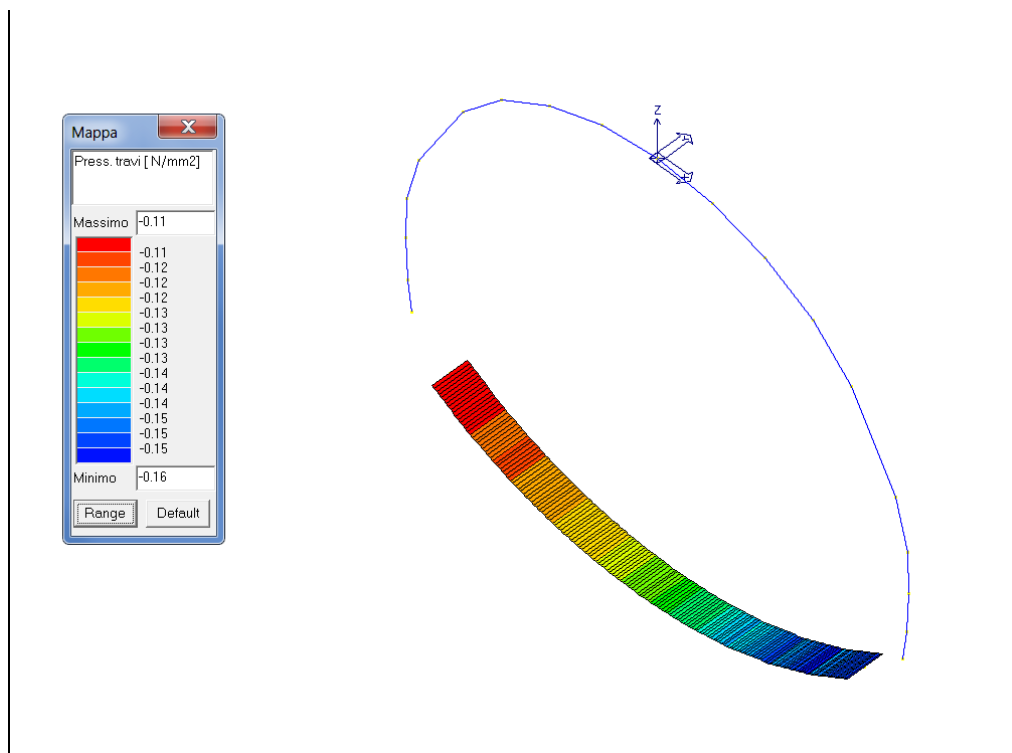 Mappa
X
Press. travi [ N/mm2]
Massimo -0.11
-0.11
-0.12
-0.12
-0.12
-0.13
-0.13
-0.13
-0.13
-0.14
-0.14
-0.14
-0.15
-0.15
-0.15
Minimo -0.16
Range Default
Z